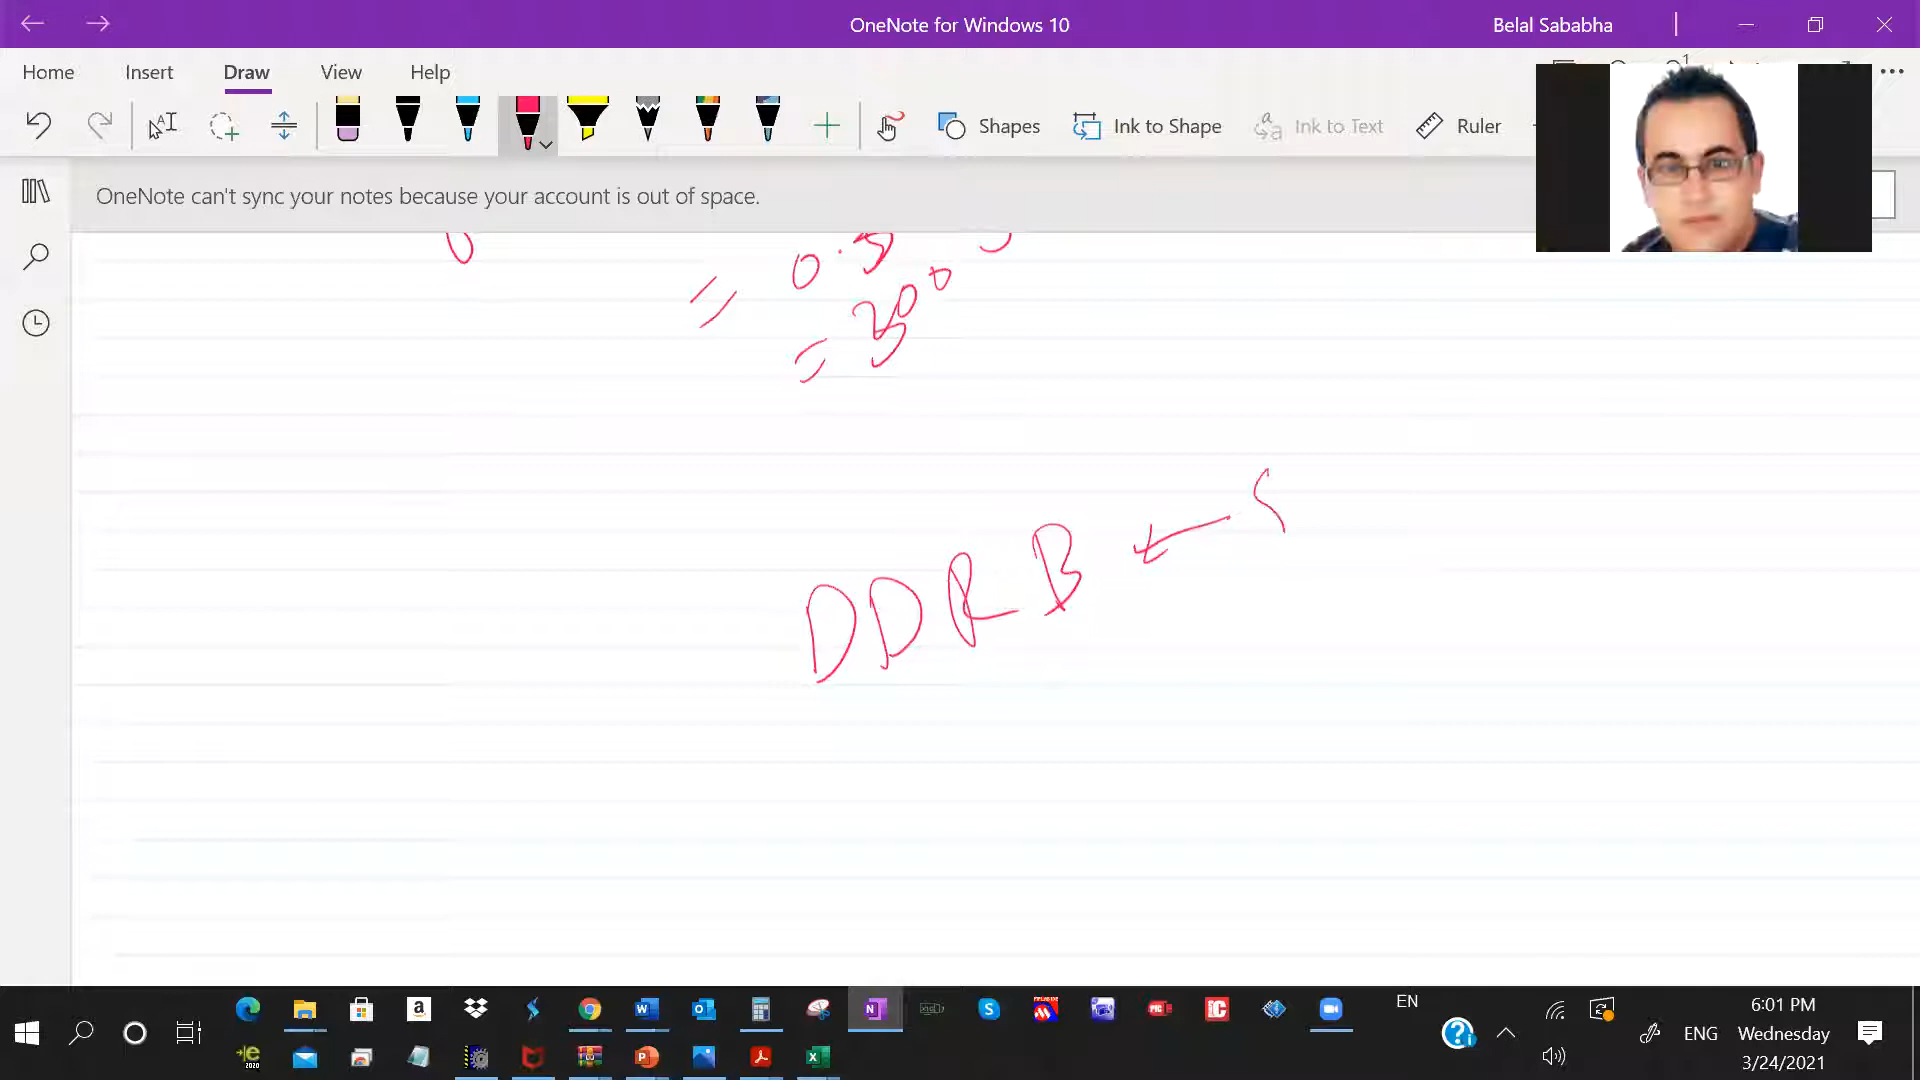 OneNote for Windows 10
Belal Sababha
Home Insert Draw View Help
Shapes Ink to Shape Ink to Text Ruler
OneNote can't sync your notes because your account is out of space.
= 0.5
= 300
DDRB ←
EN
6:01 PM
ENG Wednesday
3/24/2021